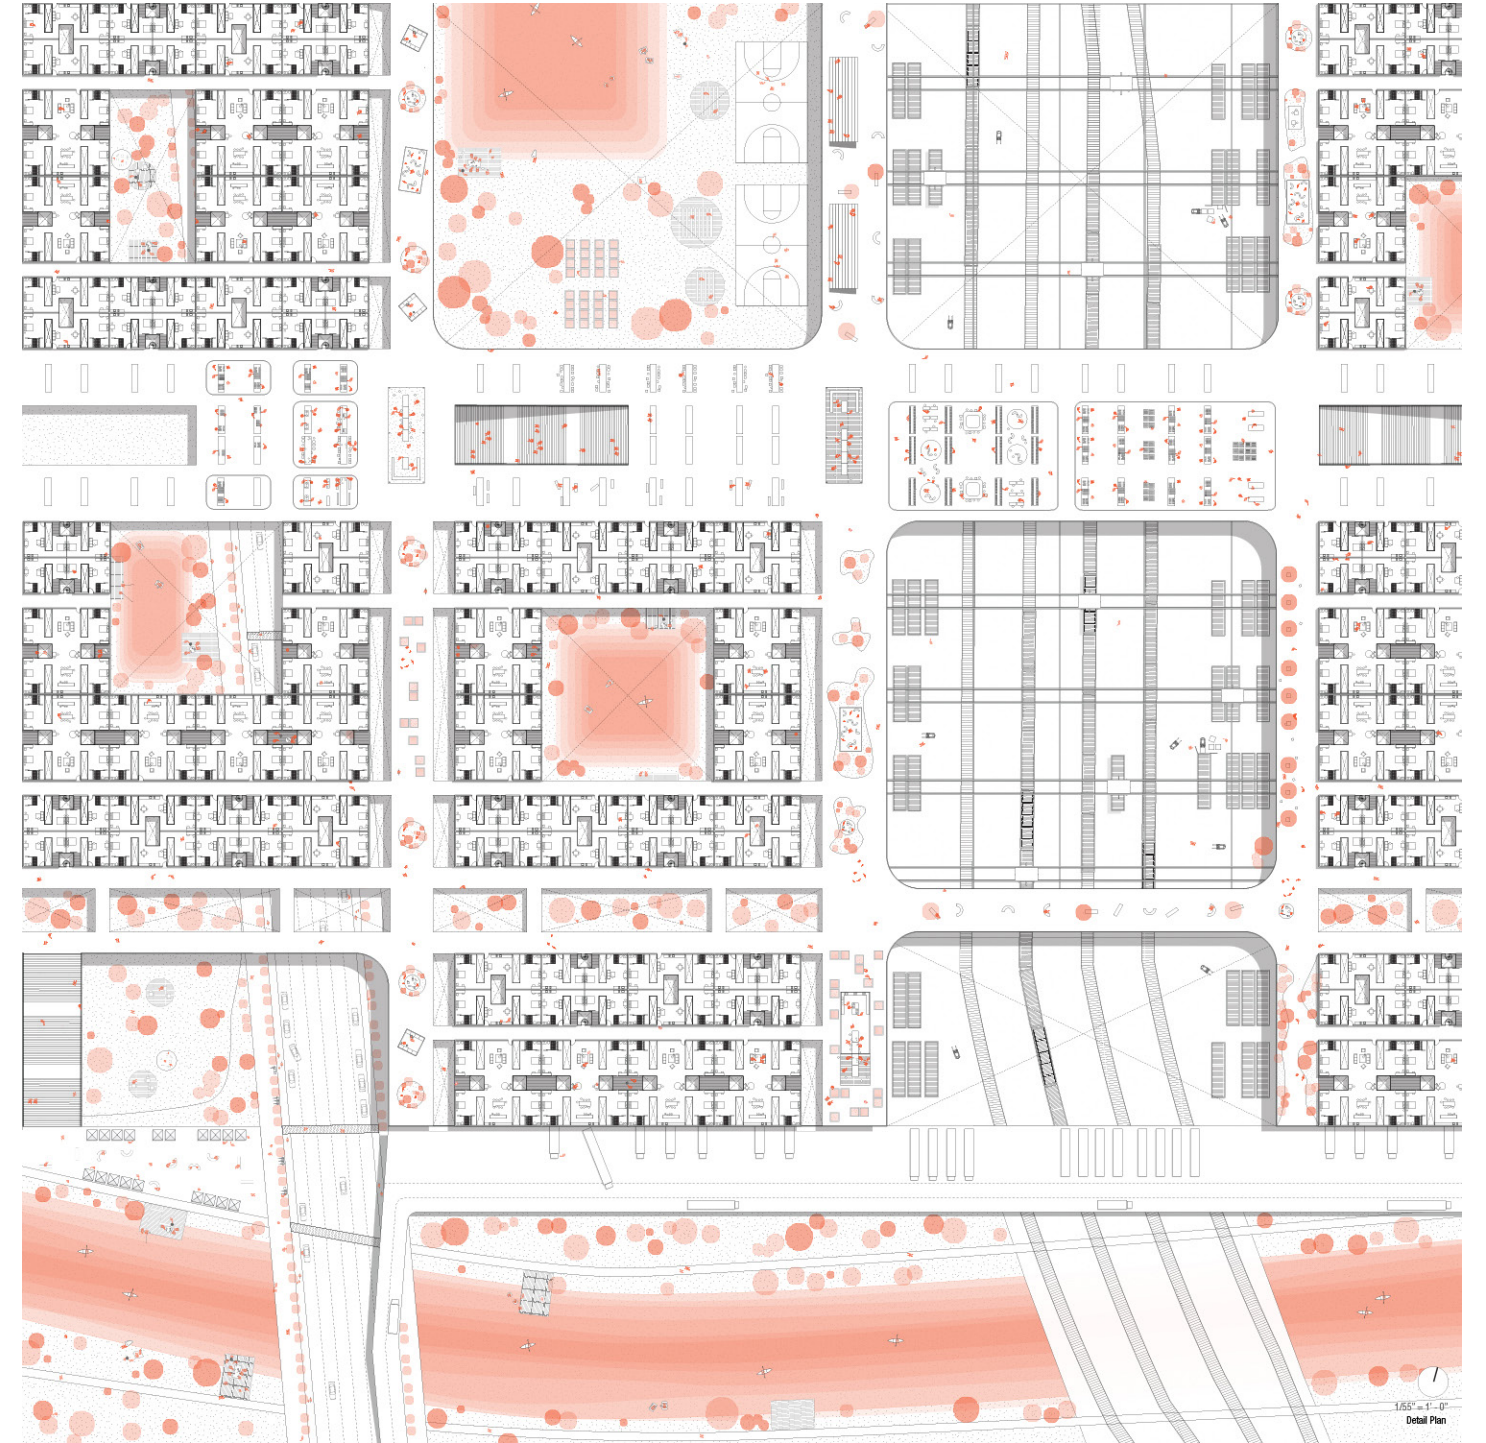 1/55" = 1' - 0"
Detail Plan